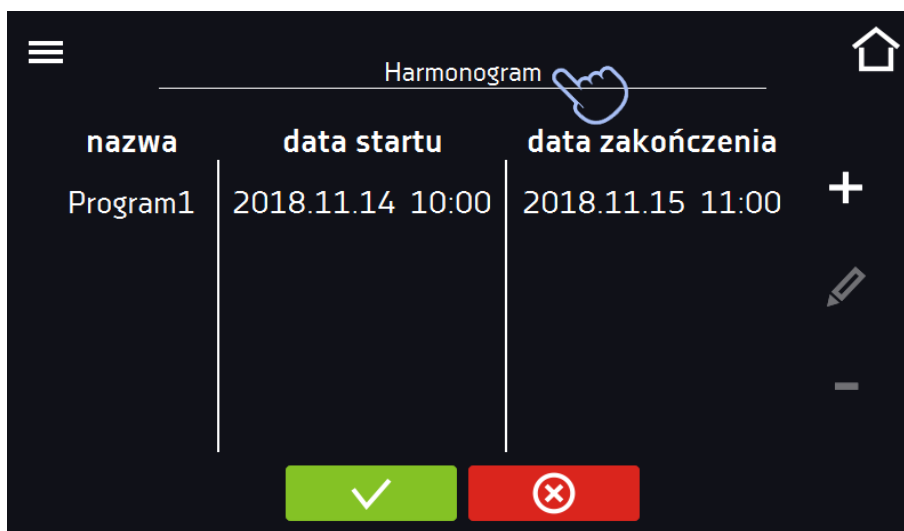 Harmonogram
nazwa data startu data zakończenia
Program1 2018.11.14 10:00 2018.11.15 11:00